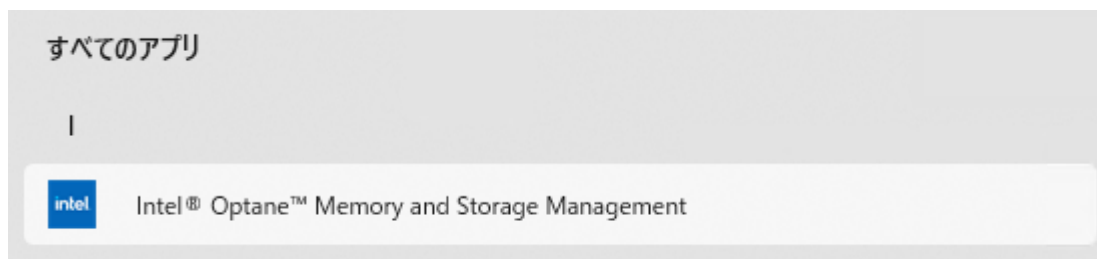 すべてのアプリ
I
intel
Intel® Optane™ Memory and Storage Management